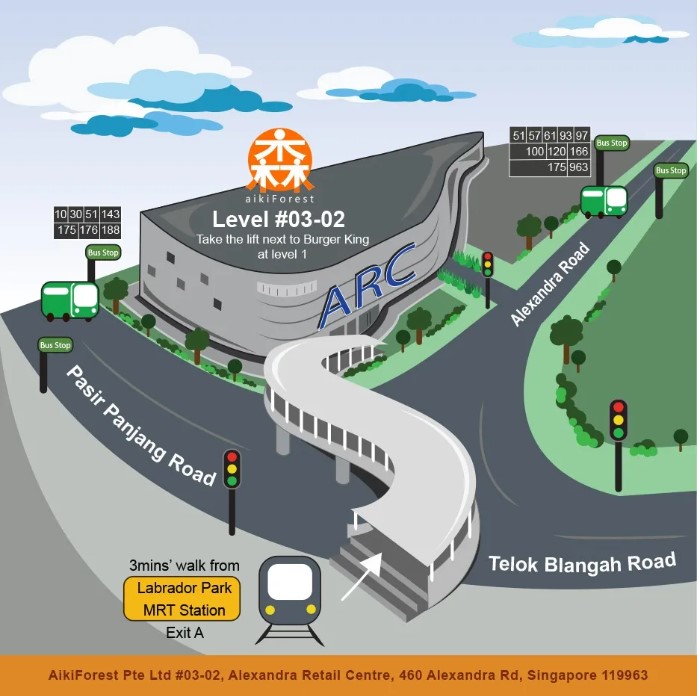 aikiForest
Level #03-02
Take the lift next to Burger King
at level 1
ARC
51 57 61 93 97
100 120 166
175 963
Bus Stop
Bus Stop
10 30 51 143
175 176 188
Bus Stop
Bus Stop
Alexandra Road
Pasir Panjang Road
Telok Blangah Road
3mins' walk from
Labrador Park
MRT Station
Exit A
AikiForest Pte Ltd #03-02, Alexandra Retail Centre, 460 Alexandra Rd, Singapore 119963